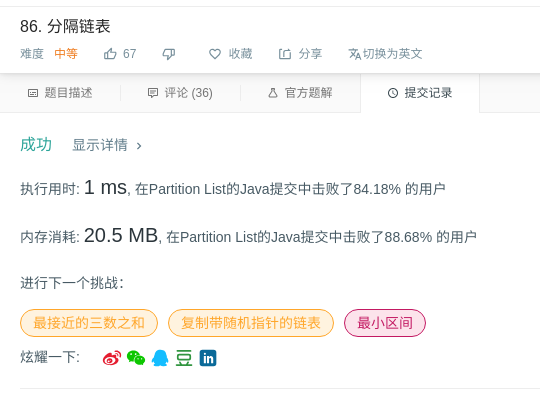 86. 分隔链表
难度 中等 67 收藏 分享 切换为英文
题目描述 评论 (36) 官方题解 提交记录
成功 显示详情 ›
执行用时: 1 ms, 在Partition List的Java提交中击败了84.18% 的用户
内存消耗: 20.5 MB, 在Partition List的Java提交中击败了88.68% 的用户
进行下一个挑战:
最接近的三数之和 复制带随机指针的链表 最小区间
炫耀一下: 豆 in